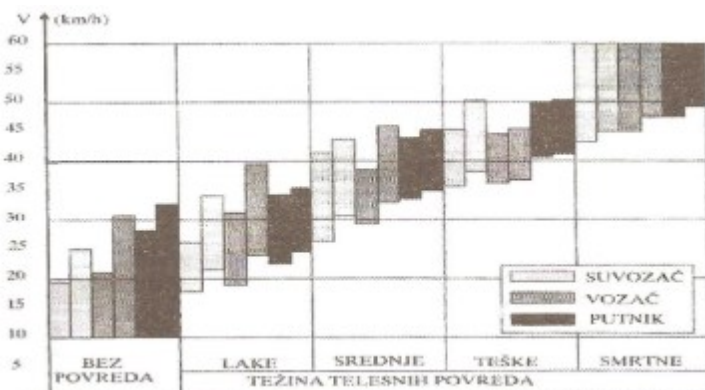 V (km/h)
60
55
50
45
40
35
30
25
20
15
10
5
SUVOZAČ
VOZAČ
PUTNIK
BEZ POVREDA
LAKE
SREDNJE
TEŠKE
SMRTNE
TEŽINA TELESNIH POVREDA